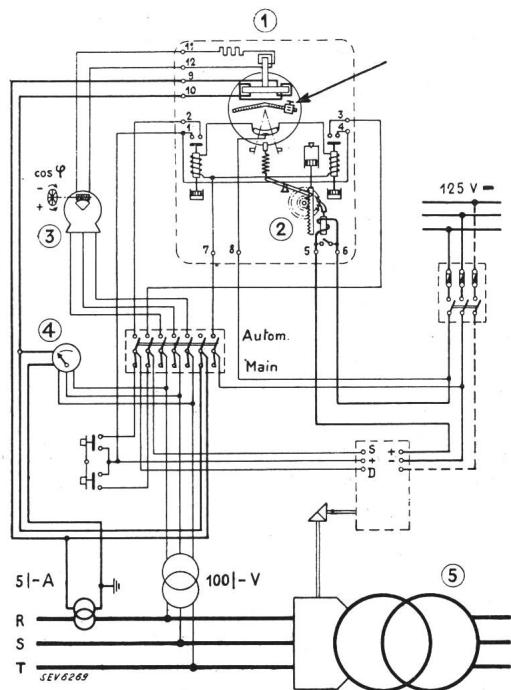 1
11
12
9
10
2
1
3
4
cos φ
-
+
3
2
7
8
5
6
125 V =
4
Autom.
Main
S +
+ -
D
5|-A
100|-V
5
R
S
T
SEV6269